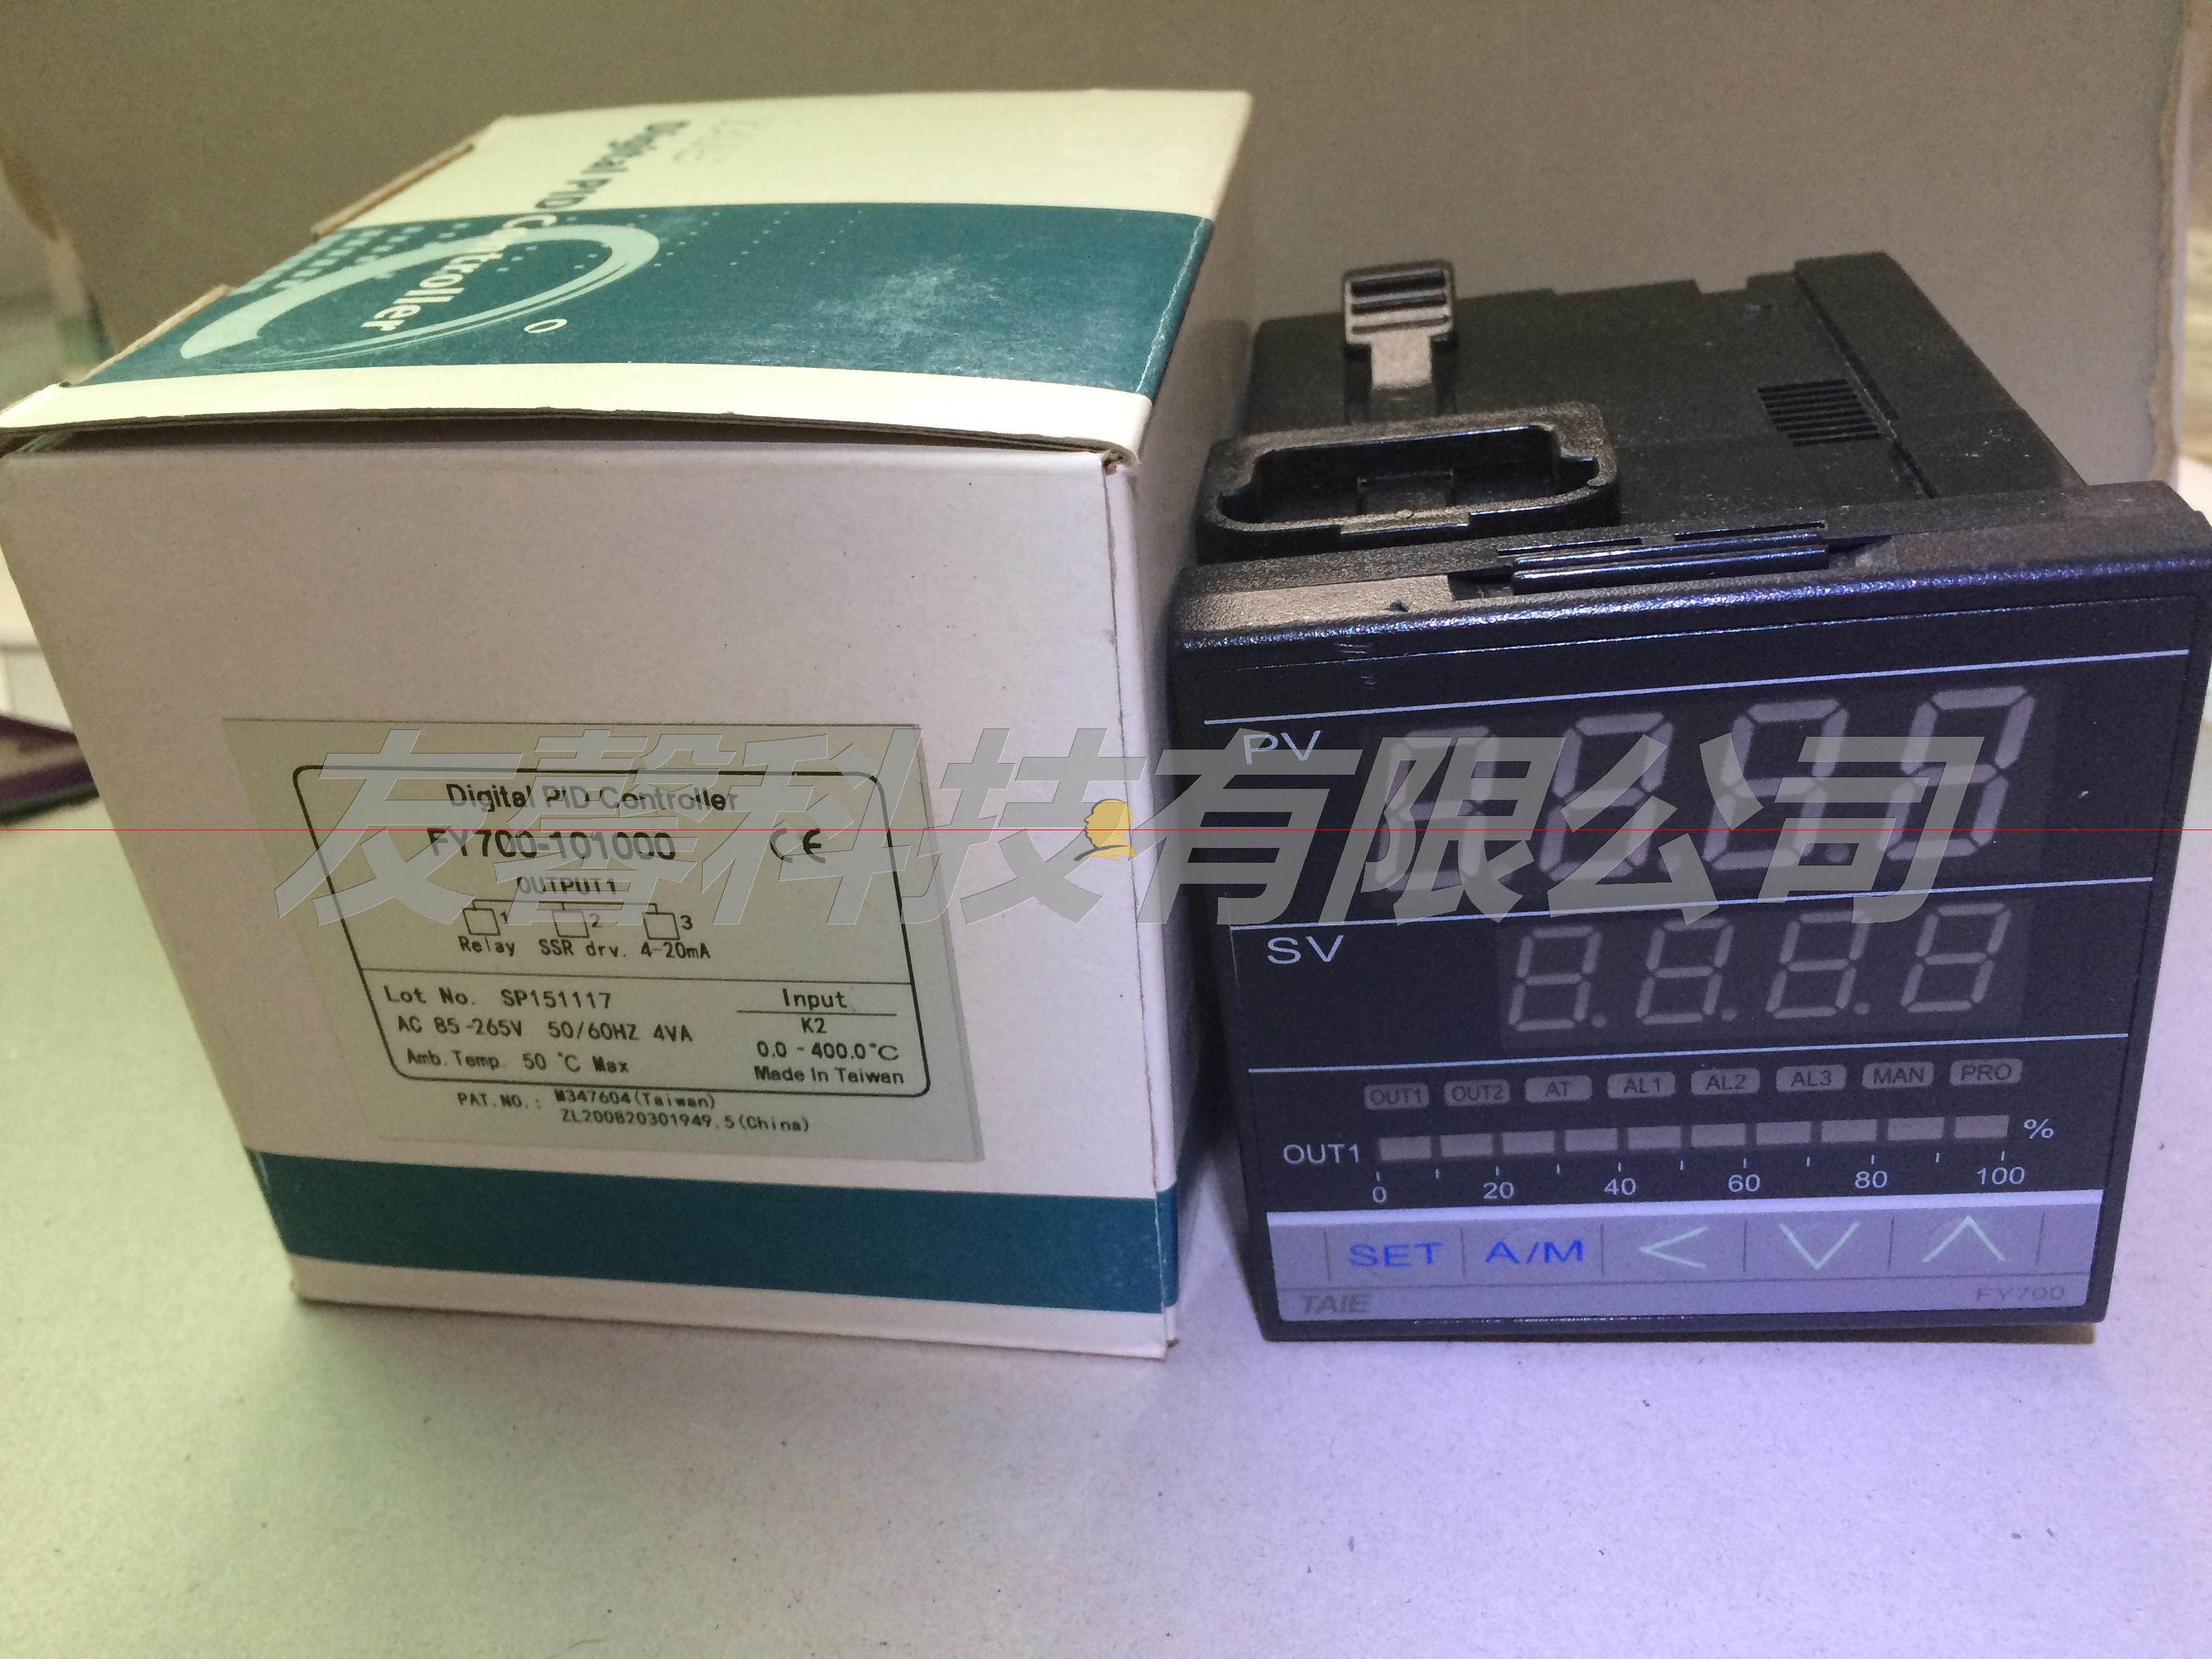 Digital PID Controller
友馨科技有限公司
Digital PID Controller
FY700-101000 CE
OUTPUT1
1 2 3
Relay SSR drv. 4-20mA
Lot No. SP151117
AC 85-265V 50/60HZ 4VA
Amb.Temp. 50 °C Max
Input
K2
0.0 - 400.0°C
Made In Taiwan
PAT.NO.: M347604(Taiwan)
ZL200820301949.5(China)
PV
SV
OUT1 OUT2 AT AL1 AL2 AL3 MAN PRO
OUT1 %
0 20 40 60 80 100
SET A/M
TAIE FY700